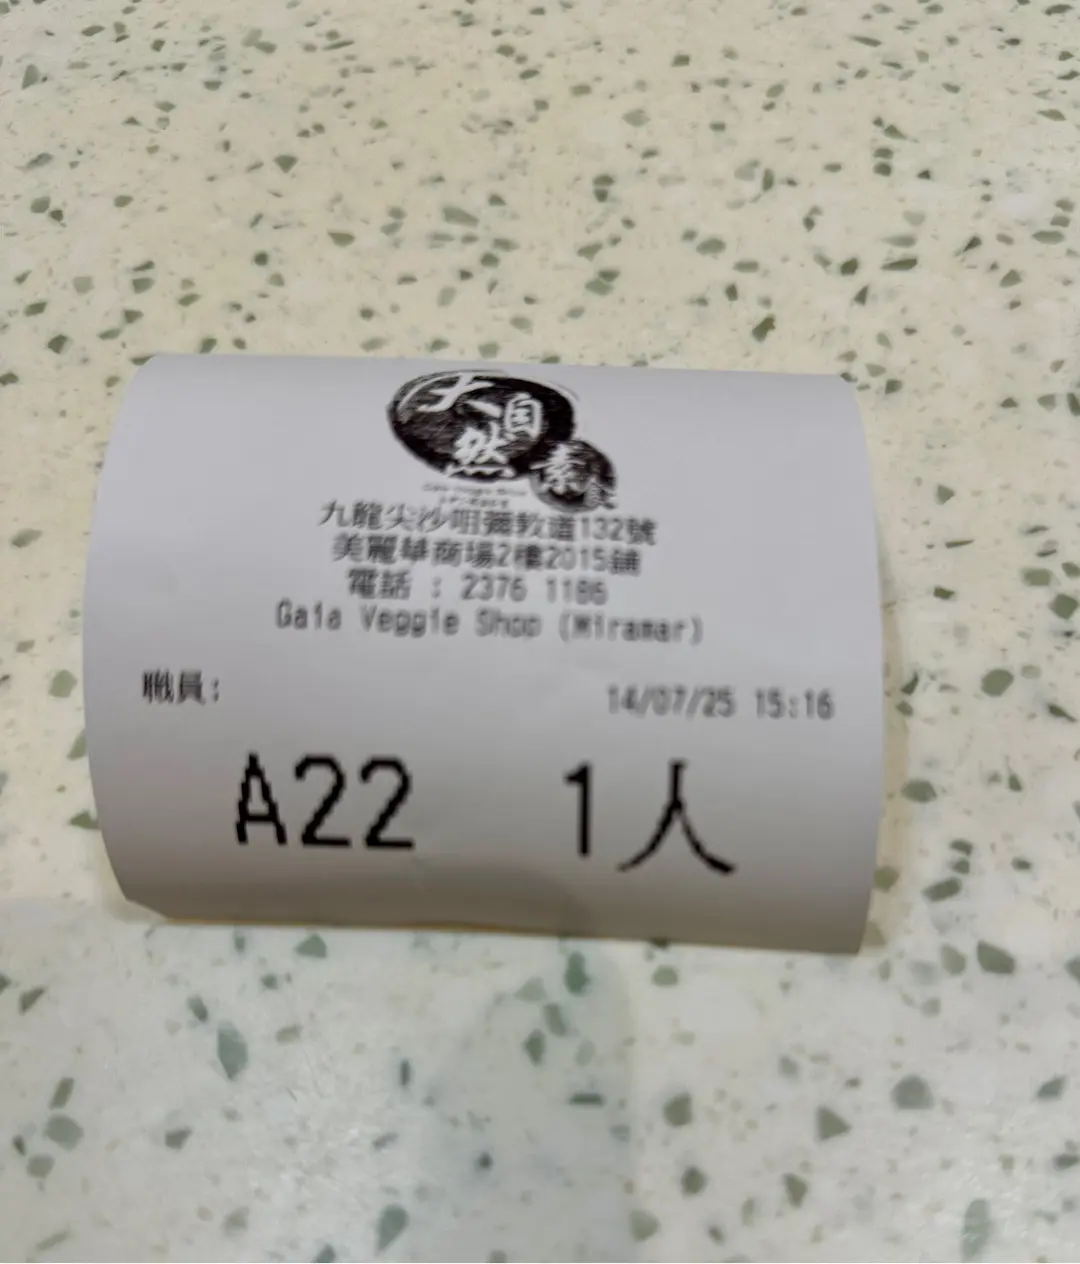 大自然
素食
九龍尖沙咀彌敦道132號
美麗華商場2樓2015舖
電話 : 2376 1186
Gaia Veggie Shop (Miramar)
職員:
14/07/25 15:16
A22 1人